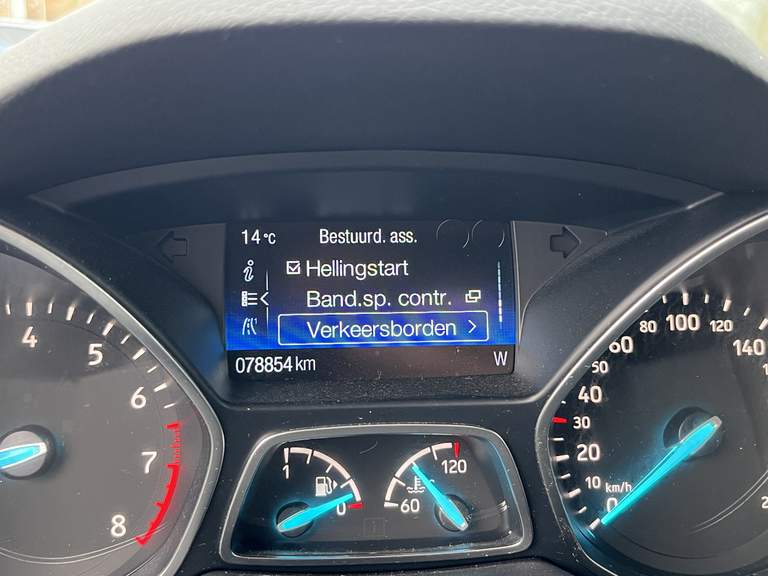 14°C Bestuurd. ass.
Hellingstart
Band.sp. contr.
Verkeersborden
078854 km W
4 5 6 7 8
1 0
60 120
0 10 20 30 40 50 60 80 100 120 140
km/h